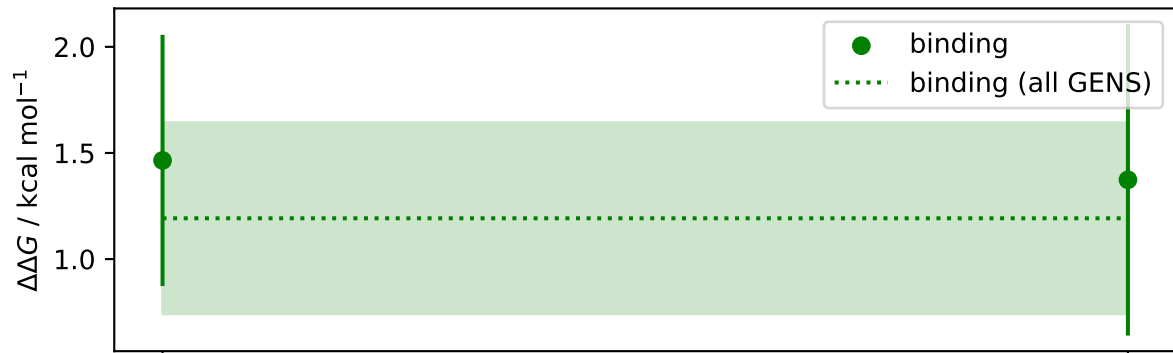 2.0
1.5
1.0
ΔΔG / kcal mol⁻¹
binding
binding (all GENS)